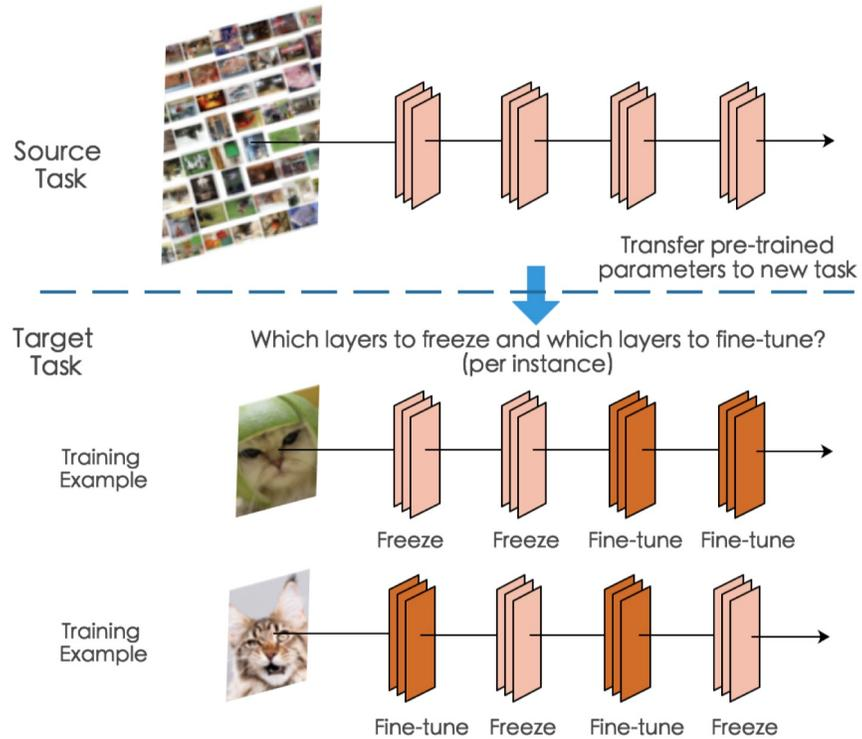 Source
Task
Transfer pre-trained
parameters to new task
Target
Task
Which layers to freeze and which layers to fine-tune?
(per instance)
Training
Example
Freeze
Freeze
Fine-tune
Fine-tune
Training
Example
Fine-tune
Freeze
Fine-tune
Freeze